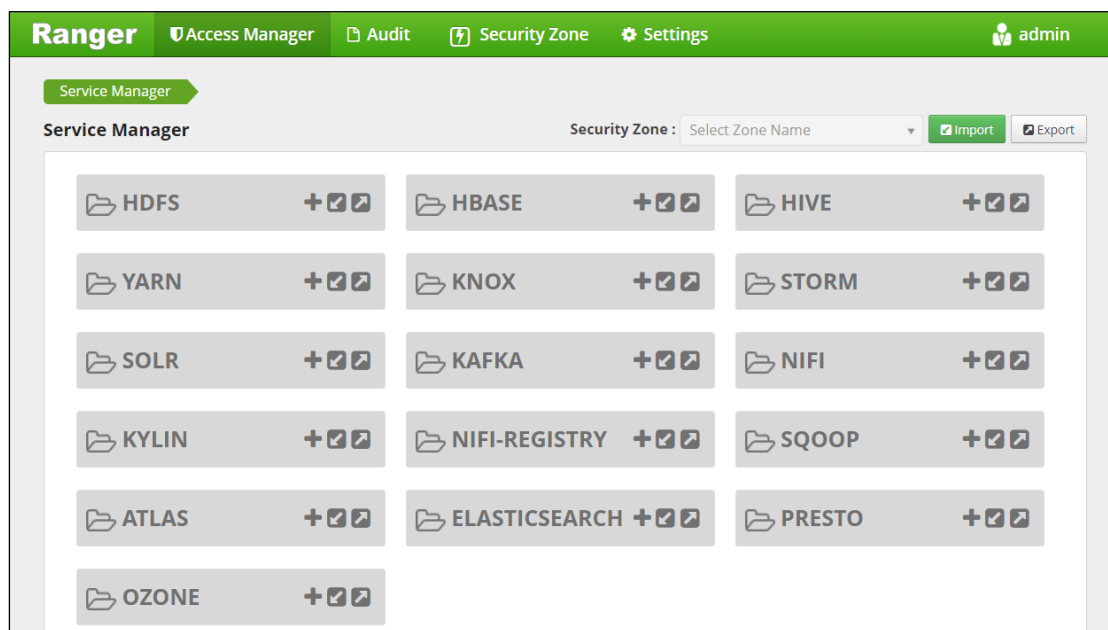 Ranger Access Manager Audit Security Zone Settings admin
Service Manager
Service Manager Security Zone : Select Zone Name Import Export
HDFS HBASE HIVE
YARN KNOX STORM
SOLR KAFKA NIFI
KYLIN NIFI-REGISTRY SQOOP
ATLAS ELASTICSEARCH PRESTO
OZONE